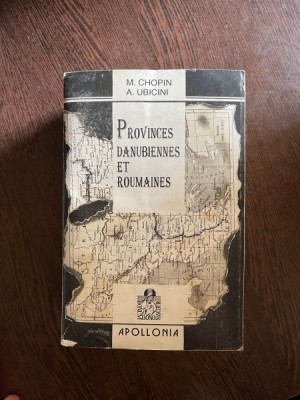 M. CHOPIN
A. UBICINI
PROVINCES
DANUBIENNES
ET
ROUMAINES
APOLLONIA